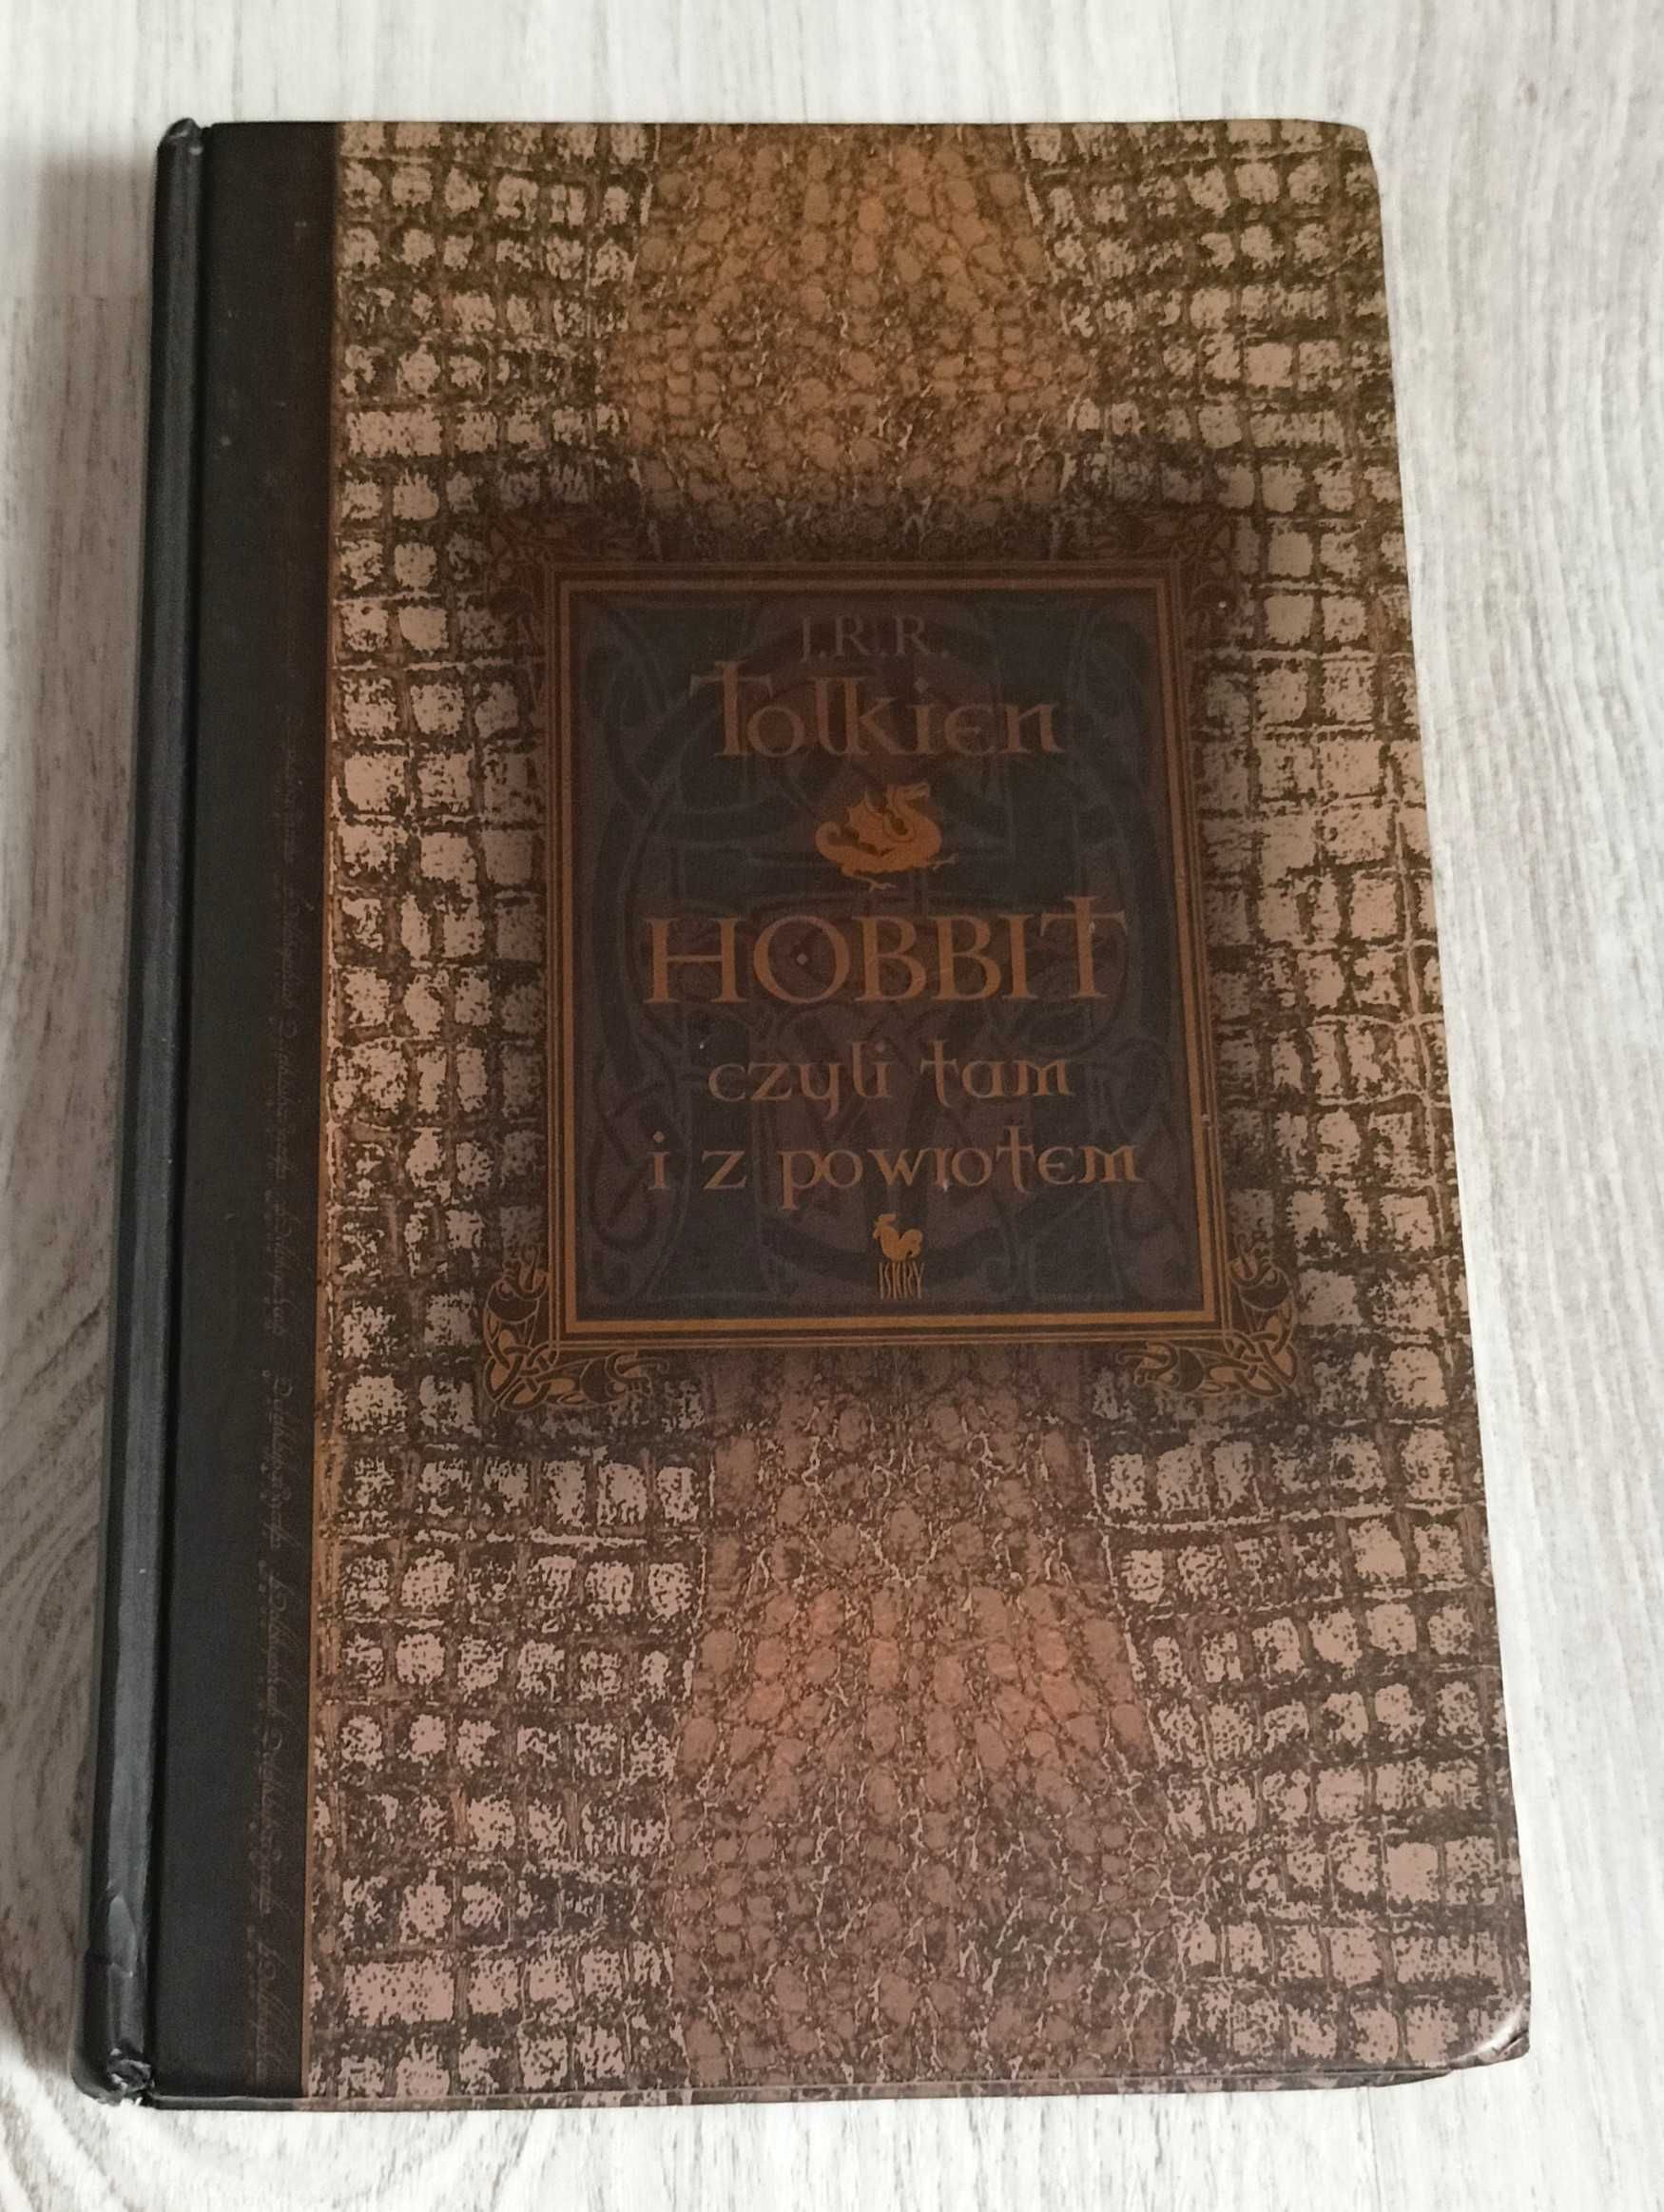 J.R.R.
Tolkien
HOBBIT
czyli tam
i z powrotem
ISKRY